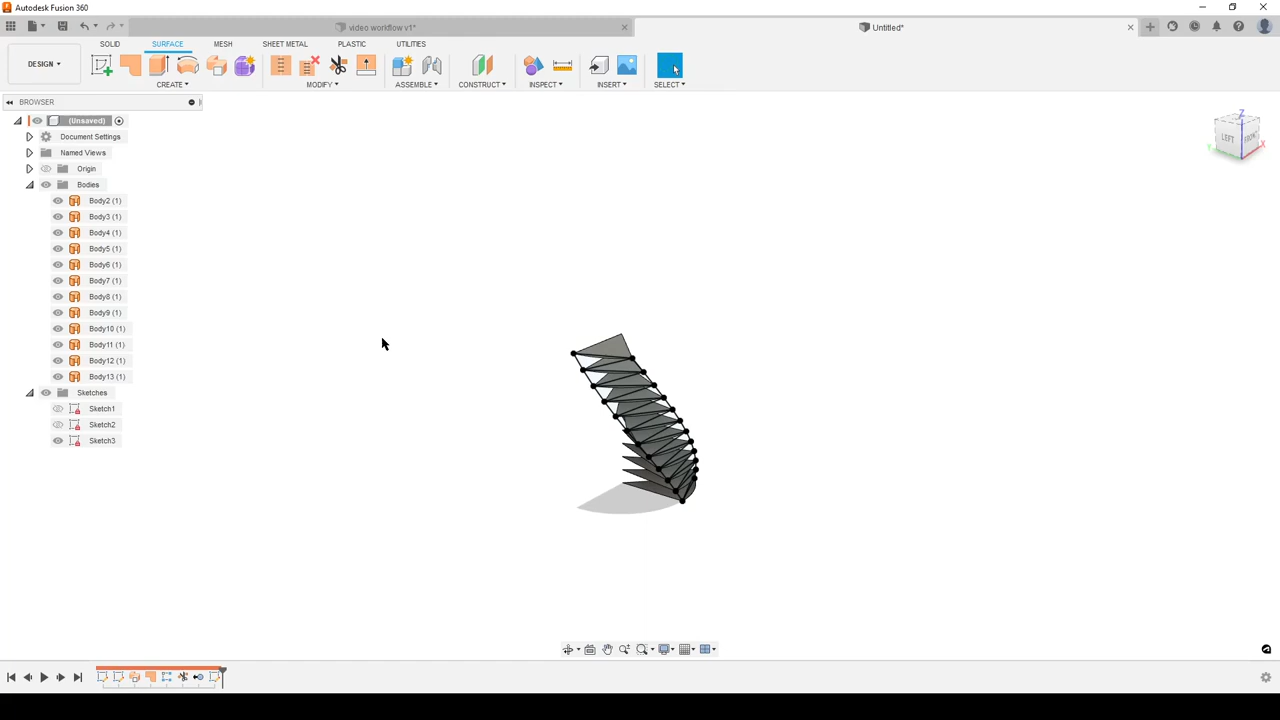 Autodesk Fusion 360
video workflow v1*
Untitled*
DESIGN
SOLID
SURFACE
MESH
SHEET METAL
PLASTIC
UTILITIES
CREATE
MODIFY
ASSEMBLE
CONSTRUCT
INSPECT
INSERT
SELECT
BROWSER
(Unsaved)
Document Settings
Named Views
Origin
Bodies
Body2 (1)
Body3 (1)
Body4 (1)
Body5 (1)
Body6 (1)
Body7 (1)
Body8 (1)
Body9 (1)
Body10 (1)
Body11 (1)
Body12 (1)
Body13 (1)
Sketches
Sketch1
Sketch2
Sketch3
Z
LEFT
FRONT
X
Y